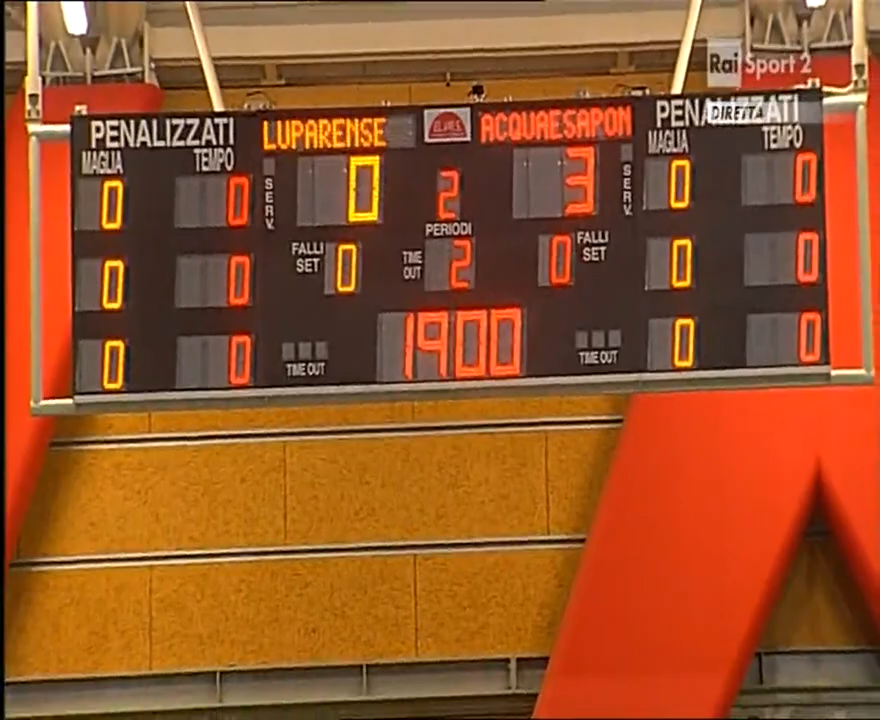 Rai Sport 2
DIRETTA
PENALIZZATI LUPARENSE ACQUAESAPON PENALIZZATI
MAGLIA TEMPO MAGLIA TEMPO
0 0 SERV. 0 2 3 SERV. 0 0
PERIODI
FALLI SET 0 TIME OUT 2 0 FALLI SET
0 0 0 0
1900
0 0 TIME OUT TIME OUT 0 0